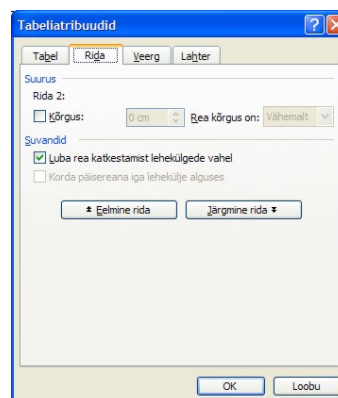 Tabeliatribuudid
Tabel Rida Veerg Lahter
Suurus
Rida 2:
Kõrgus: 0 cm Rea kõrgus on: Vähemalt
Suvandid
Luba rea katkestamist lehekülgede vahel
Korda päisereana iga lehekülje alguses
Eelmine rida Järgmine rida
OK Loobu